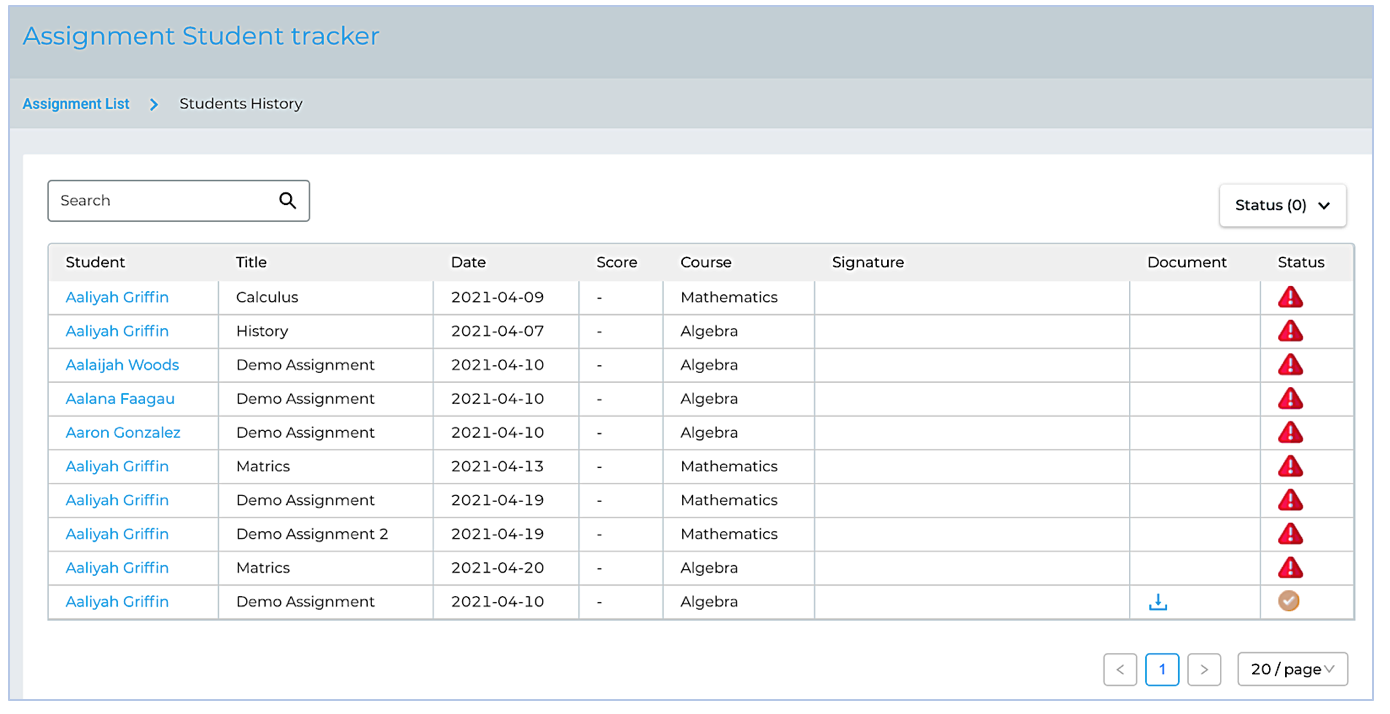 Assignment Student tracker
Assignment List > Students History
Search
Status (0)
Student Title Date Score Course Signature Document Status
Aaliyah Griffin Calculus 2021-04-09 - Mathematics
Aaliyah Griffin History 2021-04-07 - Algebra
Aalaijah Woods Demo Assignment 2021-04-10 - Algebra
Aalana Faagau Demo Assignment 2021-04-10 - Algebra
Aaron Gonzalez Demo Assignment 2021-04-10 - Algebra
Aaliyah Griffin Matrics 2021-04-13 - Mathematics
Aaliyah Griffin Demo Assignment 2021-04-19 - Mathematics
Aaliyah Griffin Demo Assignment 2 2021-04-19 - Mathematics
Aaliyah Griffin Matrics 2021-04-20 - Algebra
Aaliyah Griffin Demo Assignment 2021-04-10 - Algebra
< 1 > 20 / page